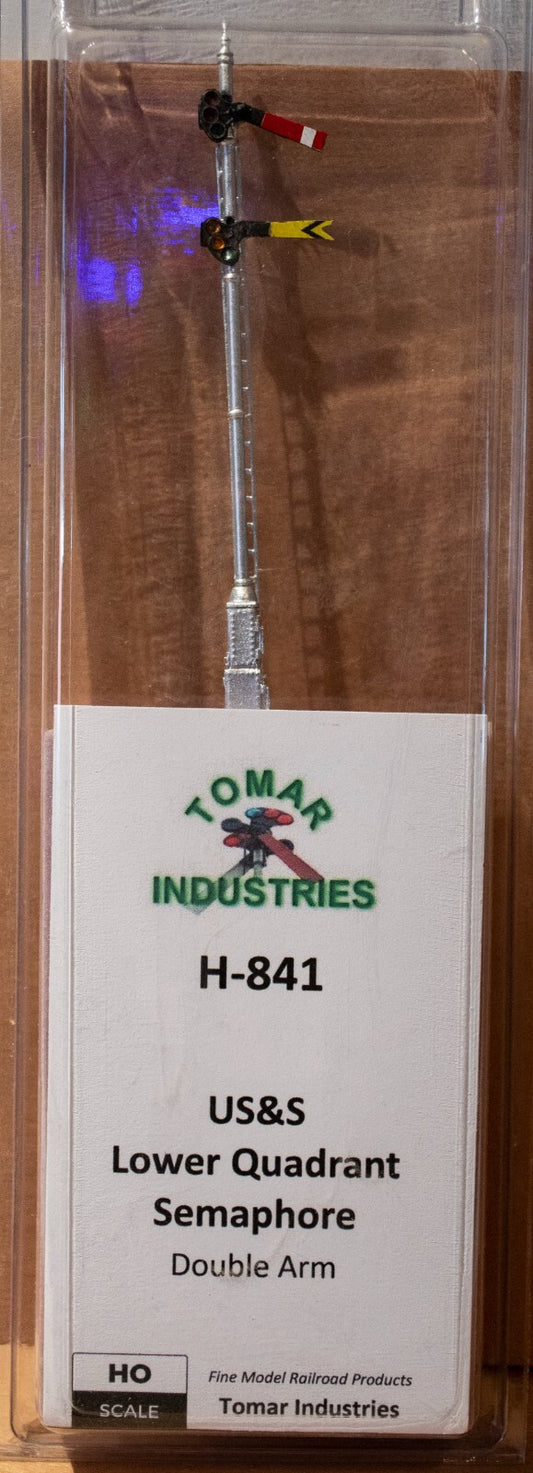 TOMAR
INDUSTRIES
H-841
US&S
Lower Quadrant
Semaphore
Double Arm
HO
SCALE
Fine Model Railroad Products
Tomar Industries